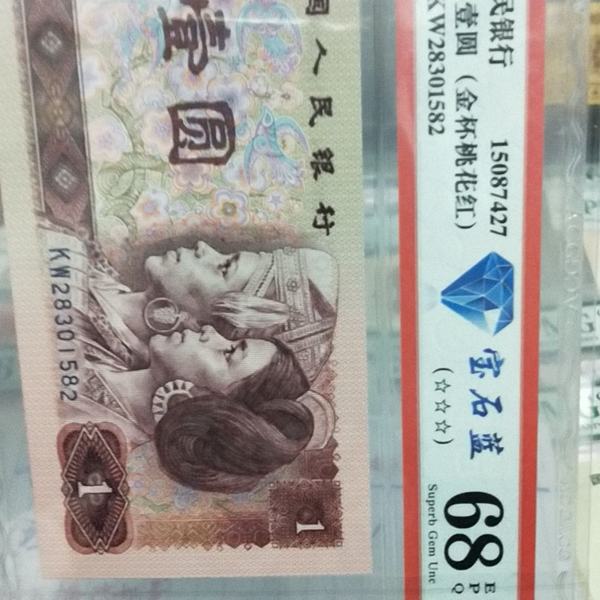 国人民银行
壹圆
KW28301582
1
1
民银行 15087427
壹圆(金杯桃花红)
KW28301582
宝石蓝
(☆☆☆)
68
EPQ
Superb Gem Unc